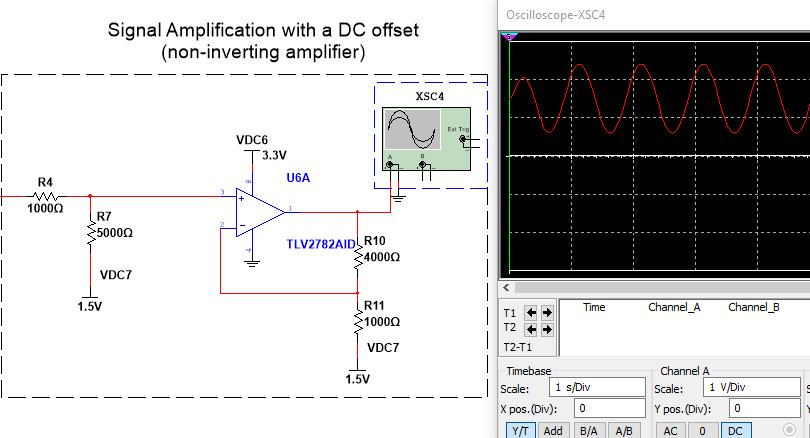 Signal Amplification with a DC offset
(non-inverting amplifier)
XSC4
Ext Trig
A
B
VDC6
3.3V
U6A
R4
1000Ω
R7
5000Ω
3
2
8
4
1
TLV2782AID
R10
4000Ω
VDC7
1.5V
R11
1000Ω
VDC7
1.5V
Oscilloscope-XSC4
Time Channel_A Channel_B
T1
T2
T2-T1
Timebase
Scale: 1 s/Div
X pos.(Div): 0
Y/T Add B/A A/B
Channel A
Scale: 1 V/Div
Y pos.(Div): 0
AC 0 DC